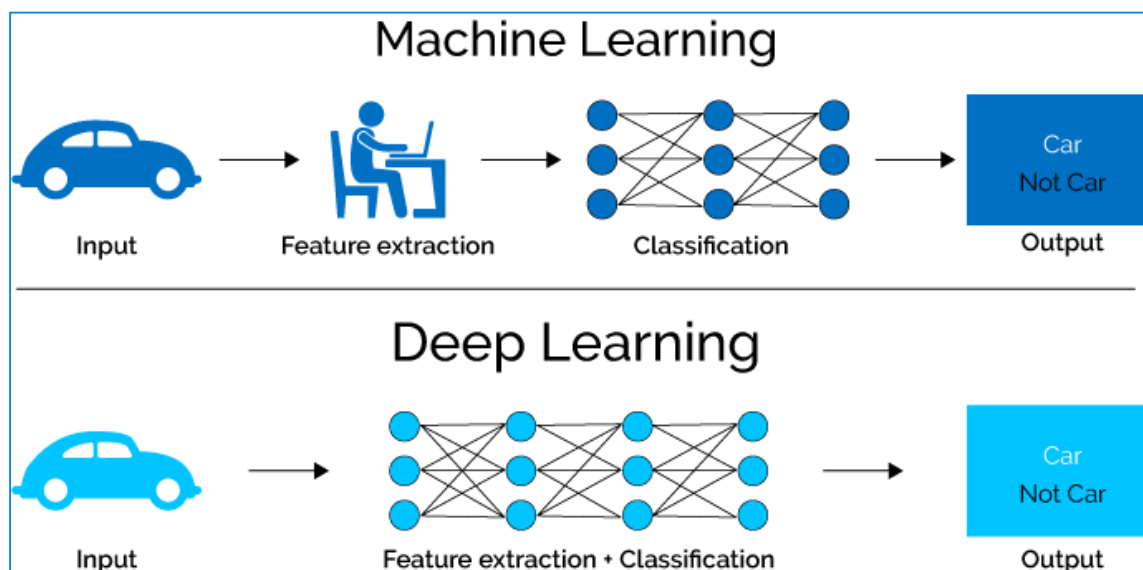 Machine Learning
Car
Not Car
Input
Feature extraction
Classification
Output
Deep Learning
Car
Not Car
Input
Feature extraction + Classification
Output